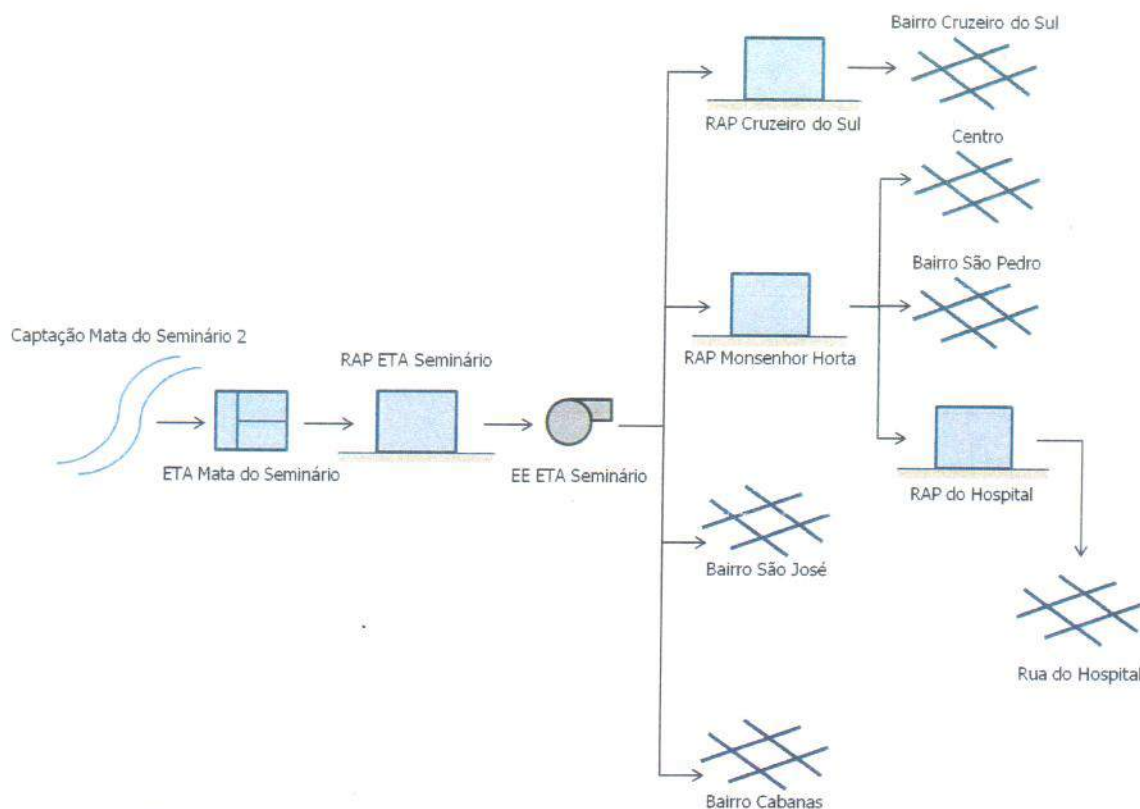 Bairro Cruzeiro do Sul
RAP Cruzeiro do Sul
Centro
Bairro São Pedro
Captação Mata do Seminário 2
RAP ETA Seminário
RAP Monsenhor Horta
ETA Mata do Seminário
EE ETA Seminário
RAP do Hospital
Bairro São José
Rua do Hospital
Bairro Cabanas